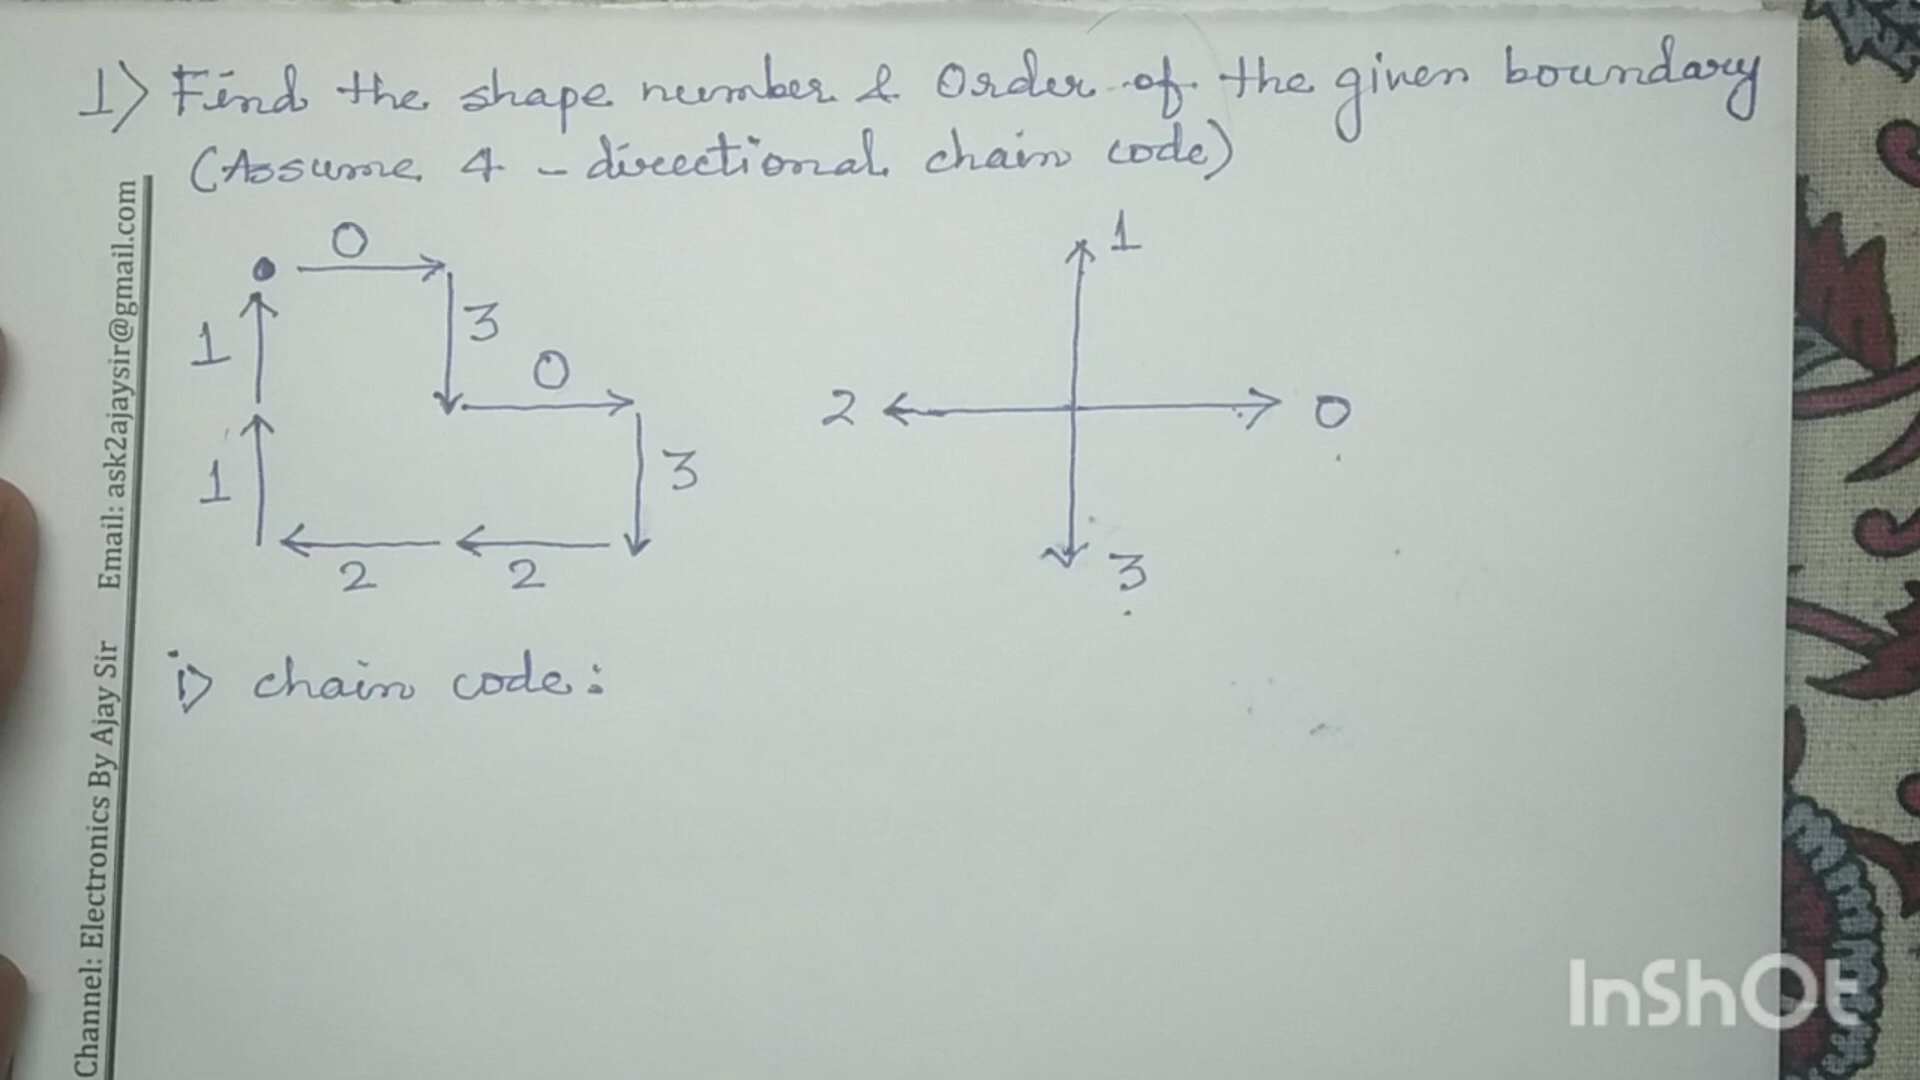 1) Find the shape number & Order of the given boundary
(Assume 4 - directional chain code)
0
3
0
3
2
2
1
1
1
2
0
3
i) chain code:
Channel: Electronics By Ajay Sir Email: ask2ajaysir@gmail.com
InShOt